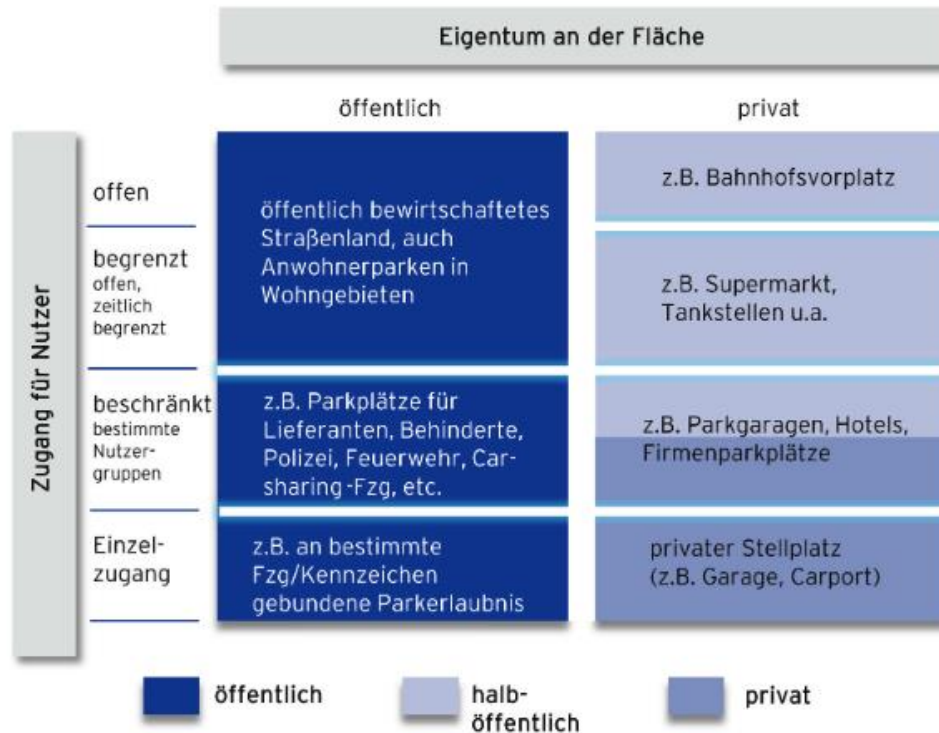 Eigentum an der Fläche
öffentlich
privat
Zugang für Nutzer
offen
öffentlich bewirtschaftetes
Straßenland, auch
Anwohnerparken in
Wohngebieten
z.B. Bahnhofsvorplatz
begrenzt
offen,
zeitlich
begrenzt
z.B. Supermarkt,
Tankstellen u.a.
beschränkt
bestimmte
Nutzer-
gruppen
z.B. Parkplätze für
Lieferanten, Behinderte,
Polizei, Feuerwehr, Car-
sharing-Fzg, etc.
z.B. Parkgaragen, Hotels,
Firmenparkplätze
Einzel-
zugang
z.B. an bestimmte
Fzg/Kennzeichen
gebundene Parkerlaubnis
privater Stellplatz
(z.B. Garage, Carport)
öffentlich
halb-
öffentlich
privat